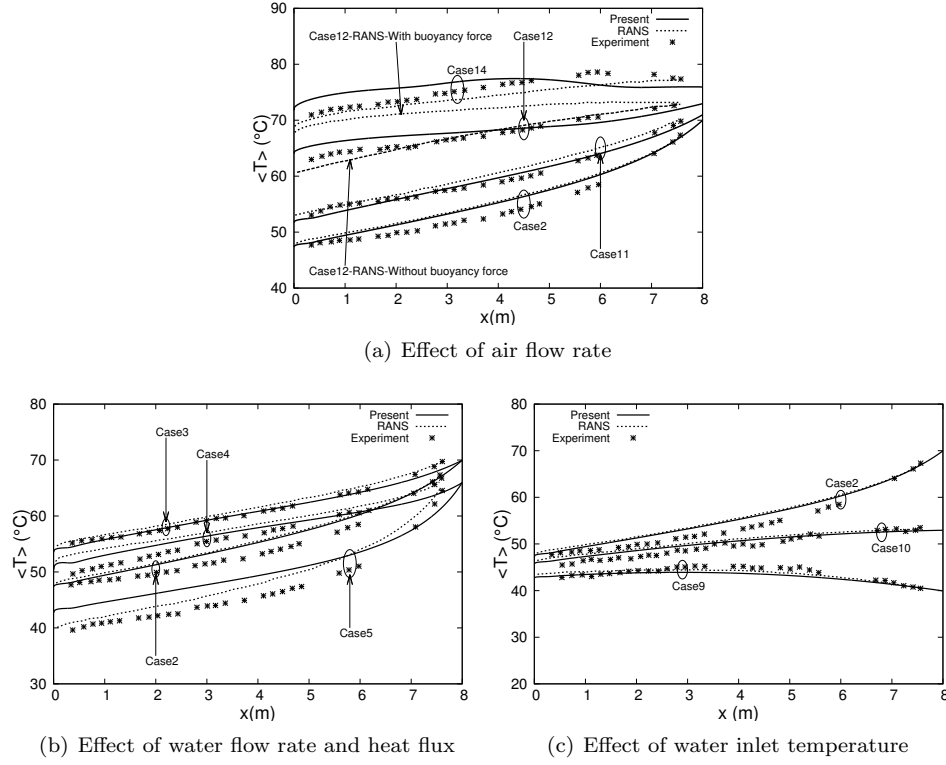 90
80
70
60
50
40
<T> (°C)
0 1 2 3 4 5 6 7 8
x(m)
Present
RANS
Experiment
Case12-RANS-With buoyancy force
Case12
Case14
Case2
Case11
Case12-RANS-Without buoyancy force
(a) Effect of air flow rate
80
70
60
50
40
30
<T> (°C)
0 1 2 3 4 5 6 7 8
x(m)
Present
RANS
Experiment
Case3
Case4
Case2
Case5
(b) Effect of water flow rate and heat flux
80
70
60
50
40
30
20
<T> (°C)
0 1 2 3 4 5 6 7 8
x (m)
Present
RANS
Experiment
Case2
Case10
Case9
(c) Effect of water inlet temperature